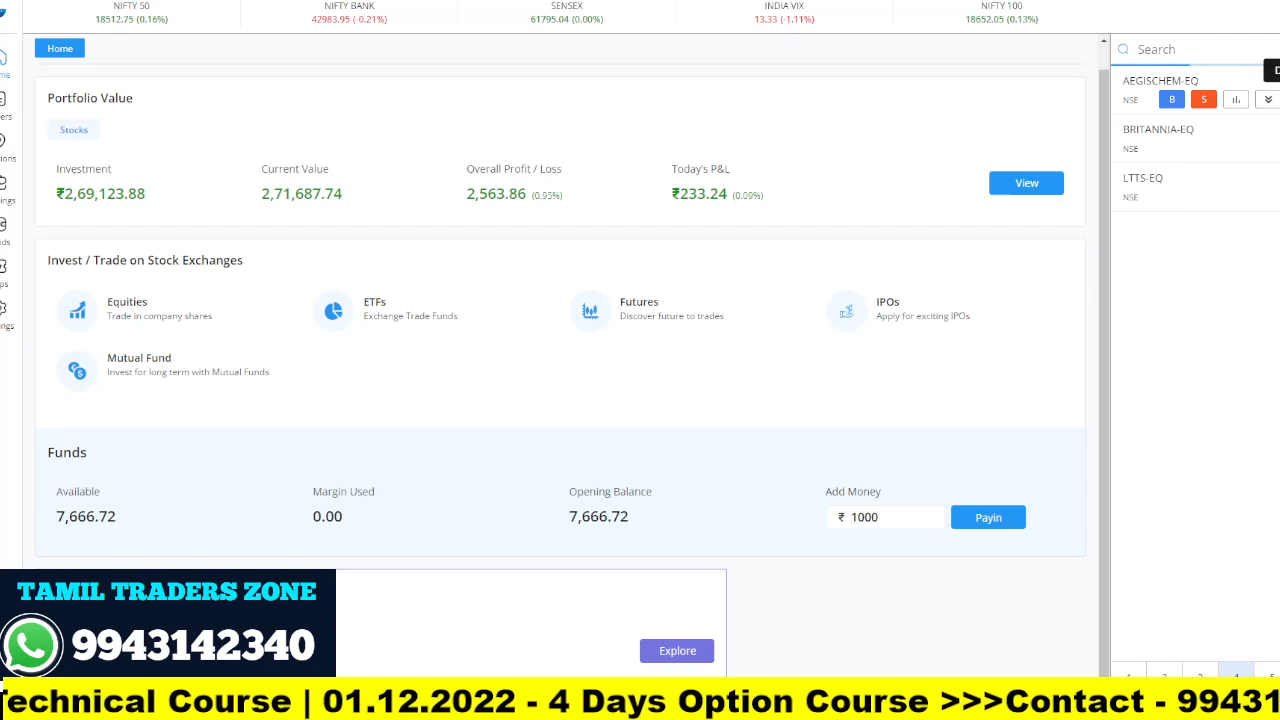 NIFTY 50
18512.75 (0.16%)
NIFTY BANK
42983.95 (-0.21%)
SENSEX
61795.04 (0.00%)
INDIA VIX
13.33 (-1.11%)
NIFTY 100
18652.05 (0.13%)
Home
Portfolio Value
Stocks
Investment
Current Value
Overall Profit / Loss
Today's P&L
₹2,69,123.88
2,71,687.74
2,563.86 (0.95%)
₹233.24 (0.09%)
View
Invest / Trade on Stock Exchanges
Equities
Trade in company shares
ETFs
Exchange Trade Funds
Futures
Discover future to trades
IPOs
Apply for exciting IPOs
Mutual Fund
Invest for long term with Mutual Funds
Funds
Available
Margin Used
Opening Balance
Add Money
7,666.72
0.00
7,666.72
₹ 1000
Payin
Explore
Search
AEGISCHEM-EQ
NSE B S
BRITANNIA-EQ
NSE
LTTS-EQ
NSE
TAMIL TRADERS ZONE
9943142340
Technical Course | 01.12.2022 - 4 Days Option Course >>>Contact - 99431